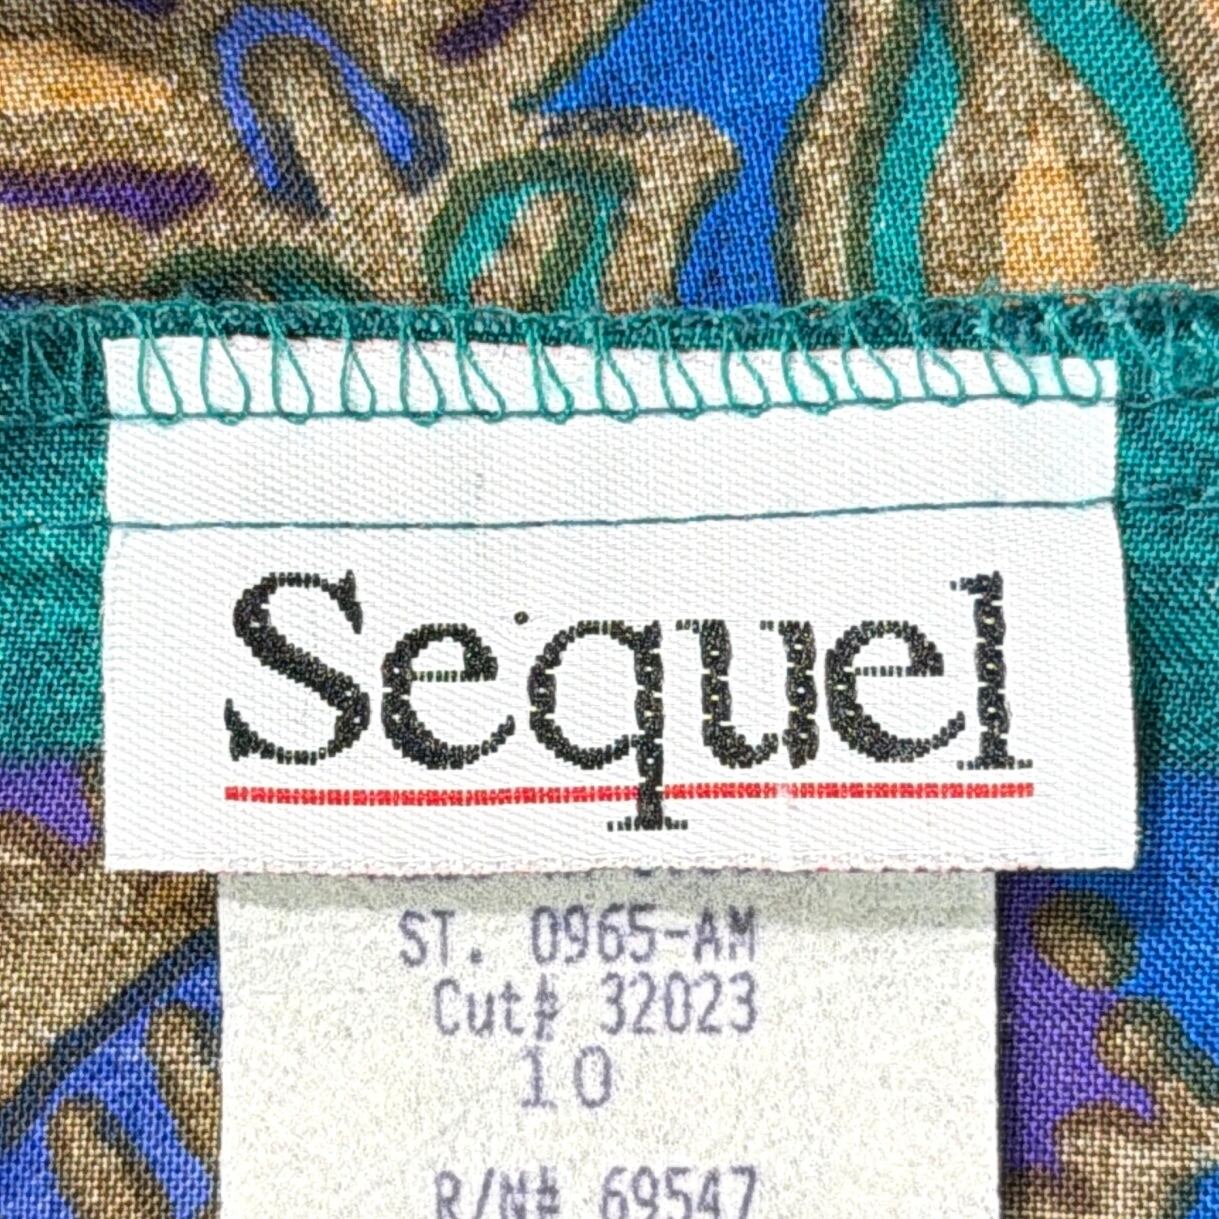 Sequel
ST. 0965-AM
Cut# 32023
10
R/N# 69547